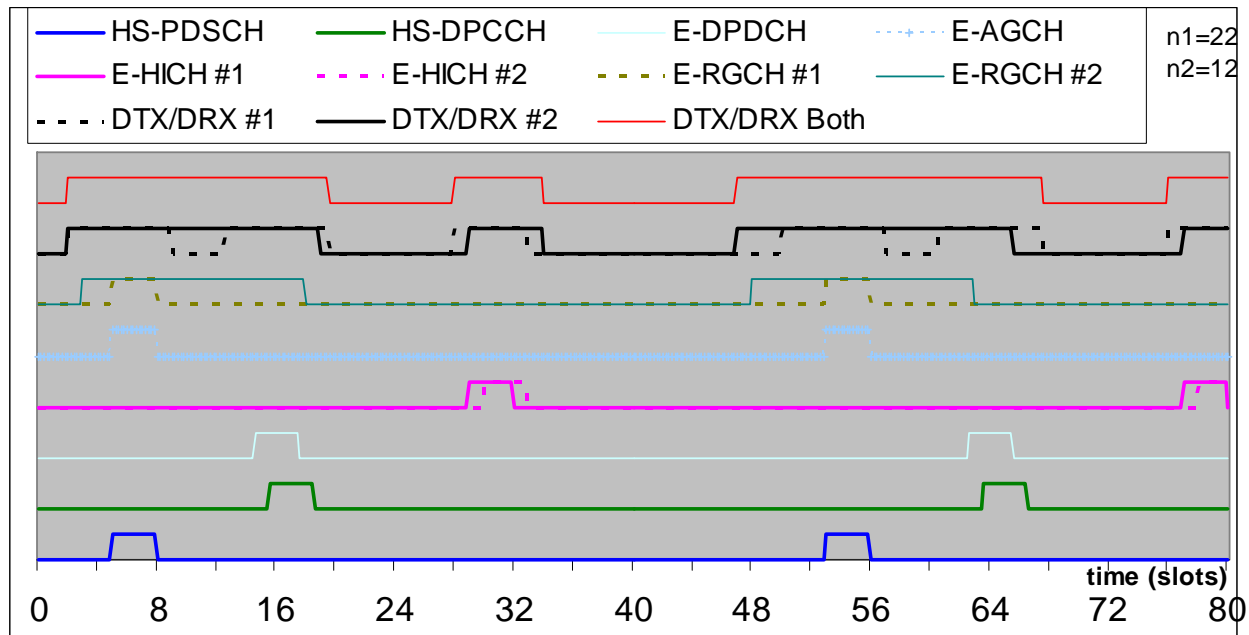 HS-PDSCH HS-DPCCH E-DPDCH E-AGCH n1=22
E-HICH #1 E-HICH #2 E-RGCH #1 E-RGCH #2 n2=12
DTX/DRX #1 DTX/DRX #2 DTX/DRX Both
time (slots)
0 8 16 24 32 40 48 56 64 72 80